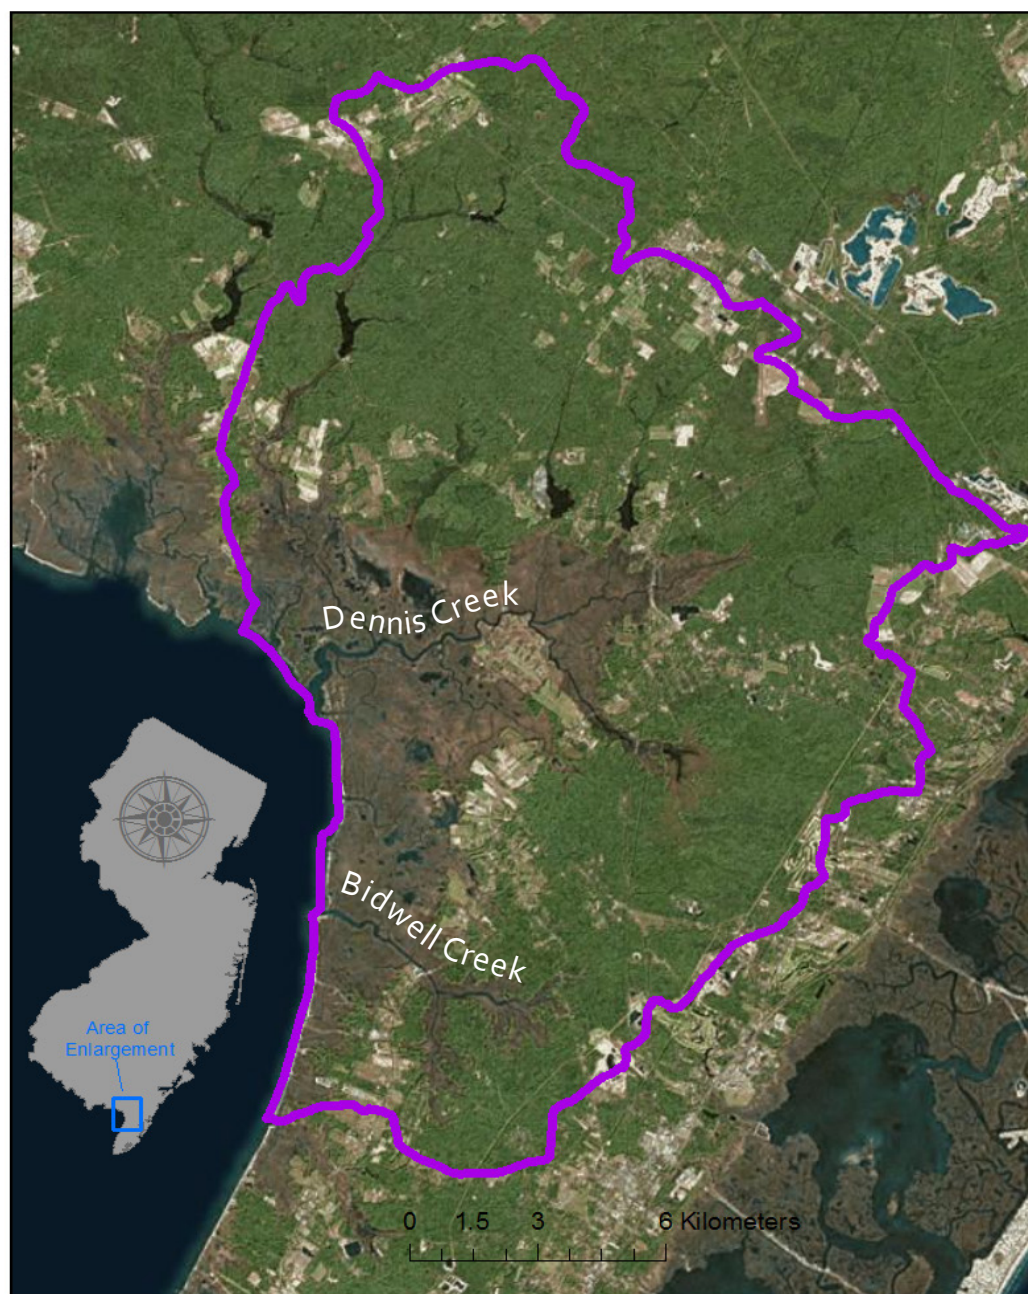 Dennis Creek
Bidwell Creek
Area of
Enlargement
0 1.5 3 6 Kilometers